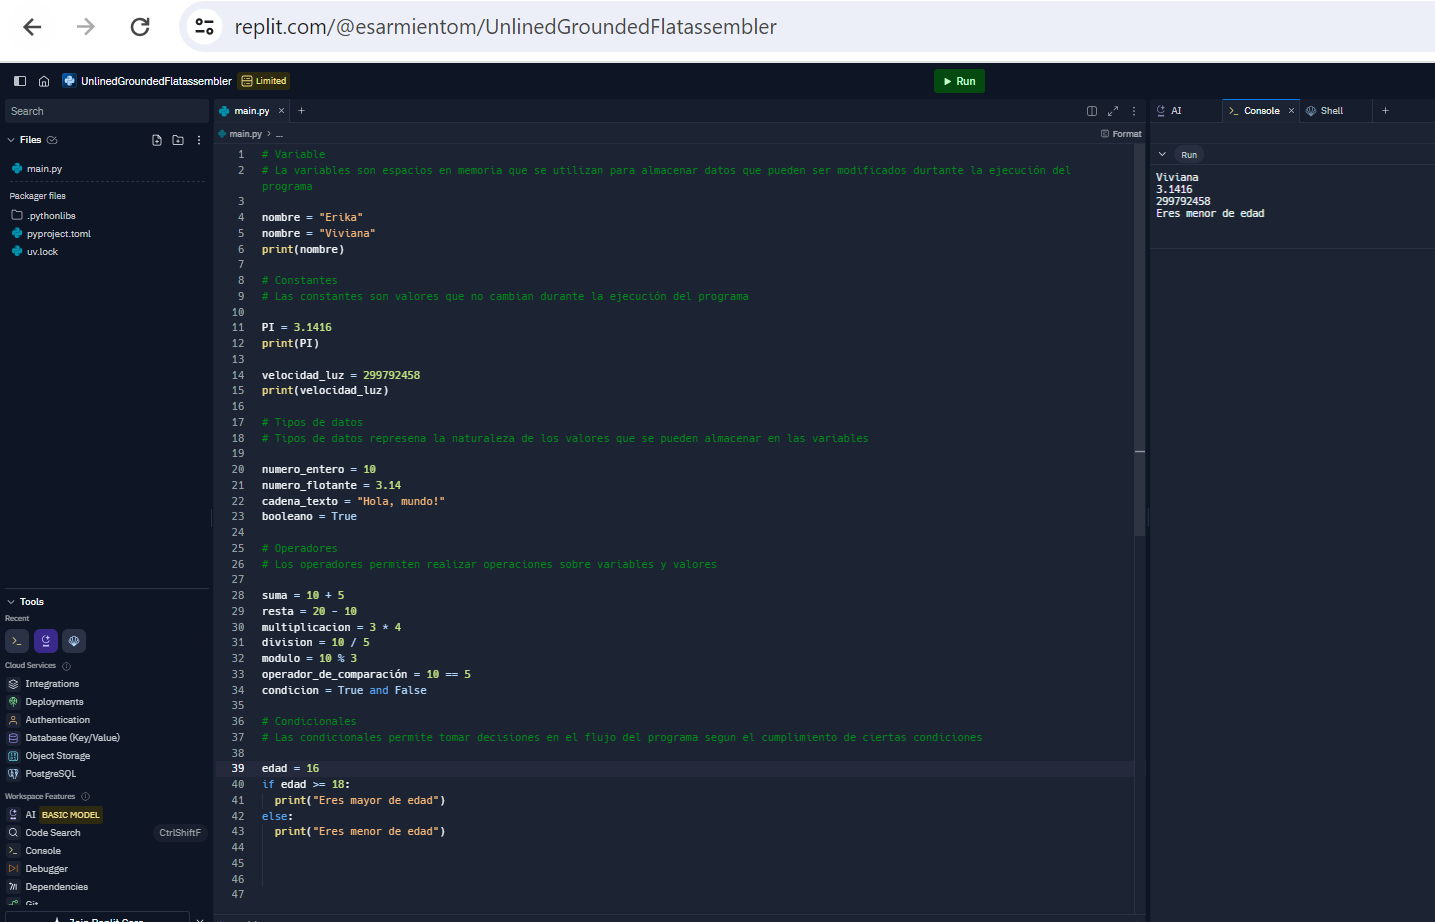 replit.com/@esarmientom/UnlinedGroundedFlatassembler
UnlinedGroundedFlatassembler Limited
Run
Search
Files
main.py
Packager files
.pythonlibs
pyproject.toml
uv.lock
Tools
Recent
Cloud Services
Integrations
Deployments
Authentication
Database (Key/Value)
Object Storage
PostgreSQL
Workspace Features
AI BASIC MODEL
Code Search CtrlShiftF
Console
Debugger
Dependencies
Git
Join Replit Core
main.py
main.py > ...
Format
1 # Variable
2 # La variables son espacios en memoria que se utilizan para almacenar datos que pueden ser modificados durtante la ejecución del
programa
3
4 nombre = "Erika"
5 nombre = "Viviana"
6 print(nombre)
7
8 # Constantes
9 # Las constantes son valores que no cambian durante la ejecución del programa
10
11 PI = 3.1416
12 print(PI)
13
14 velocidad_luz = 299792458
15 print(velocidad_luz)
16
17 # Tipos de datos
18 # Tipos de datos represena la naturaleza de los valores que se pueden almacenar en las variables
19
20 numero_entero = 10
21 numero_flotante = 3.14
22 cadena_texto = "Hola, mundo!"
23 booleano = True
24
25 # Operadores
26 # Los operadores permiten realizar operaciones sobre variables y valores
27
28 suma = 10 + 5
29 resta = 20 - 10
30 multiplicacion = 3 * 4
31 division = 10 / 5
32 modulo = 10 % 3
33 operador_de_comparación = 10 == 5
34 condicion = True and False
35
36 # Condicionales
37 # Las condicionales permite tomar decisiones en el flujo del programa segun el cumplimiento de ciertas condiciones
38
39 edad = 16
40 if edad >= 18:
41 print("Eres mayor de edad")
42 else:
43 print("Eres menor de edad")
44
45
46
47
AI
Console
Shell
Run
Viviana
3.1416
299792458
Eres menor de edad